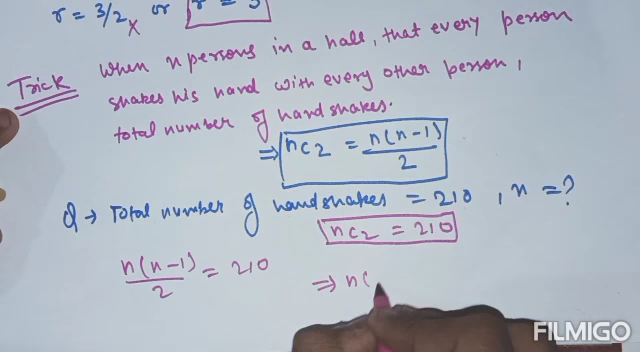 r = 3/2 x or r = 3
Trick
When n persons in a hall, that every person
shakes his hand with every other person,
total number of handshakes.
⇒ nC2 = n(n-1)/2
Q → Total number of handshakes = 210, n = ?
nC2 = 210
n(n-1)/2 = 210 ⇒ n(
FILMIGO